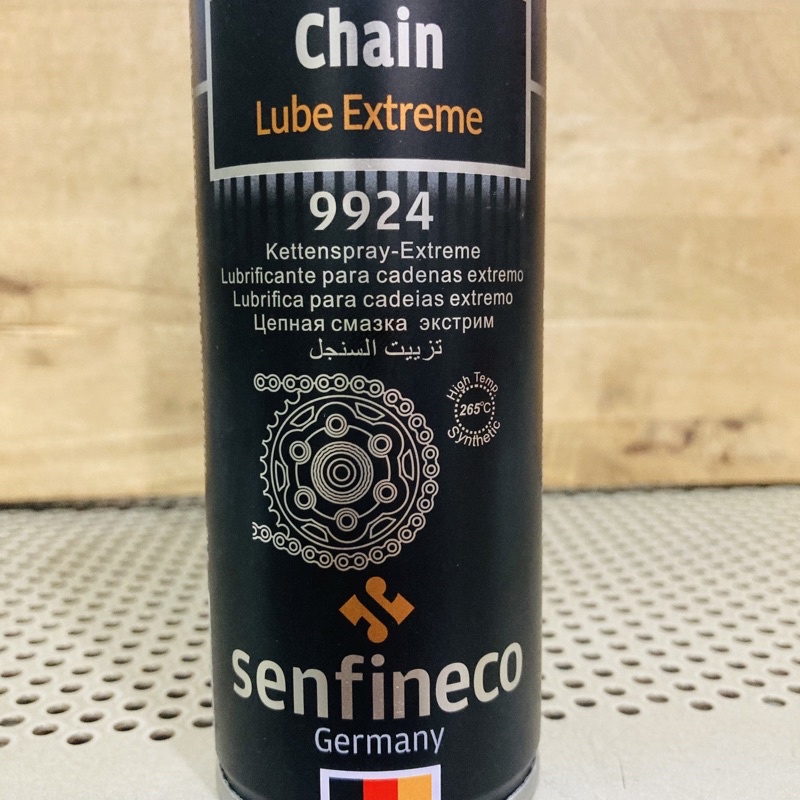 Chain
Lube Extreme
9924
Kettenspray-Extreme
Lubrificante para cadenas extremo
Lubrifica para cadeias extremo
Цепная смазка экстрим
تزييت السنجل
High Temp
265°C
Synthetic
senfineco
Germany